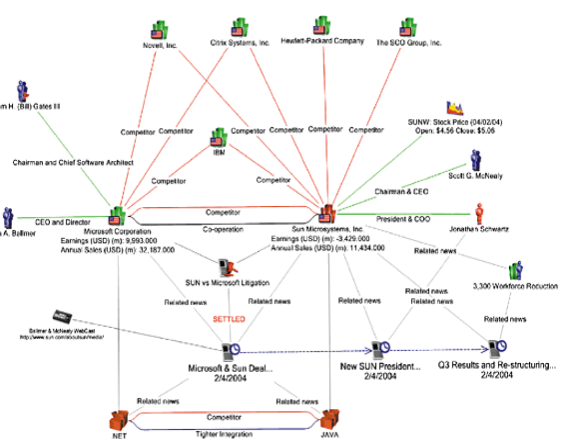 Novell, Inc.
Citrix Systems, Inc.
Hewlett-Packard Company
The SCO Group, Inc.
m H. (Bill) Gates III
SUNW: Stock Price (04/02/04)
Open: $4.56 Close: $5.06
Competitor
Competitor
Competitor
Competitor
Competitor
Competitor
IBM
Chairman and Chief Software Architect
Scott G. McNealy
Competitor
Competitor
Chairman & CEO
Competitor
CEO and Director
President & COO
A. Ballmer
Microsoft Corporation
Co-operation
Sun Microsystems, Inc.
Jonathan Schwartz
Earnings (USD) (m): 9,993.000
Annual Sales (USD) (m): 32,187.000
Earnings (USD) (m): -3,429.000
Annual Sales (USD) (m): 11,434.000
Related news
SUN vs Microsoft Litigation
3,300 Workforce Reduction
Related news
Related news
Related news
Related news
SETTLED
Related news
Ballmer & McNealy WebCast
http://www.sun.com/aboutsun/media/
Microsoft & Sun Deal...
2/4/2004
New SUN President...
2/4/2004
Q3 Results and Re-structuring...
2/4/2004
Related news
Related news
Competitor
NET
Tighter Integration
JAVA